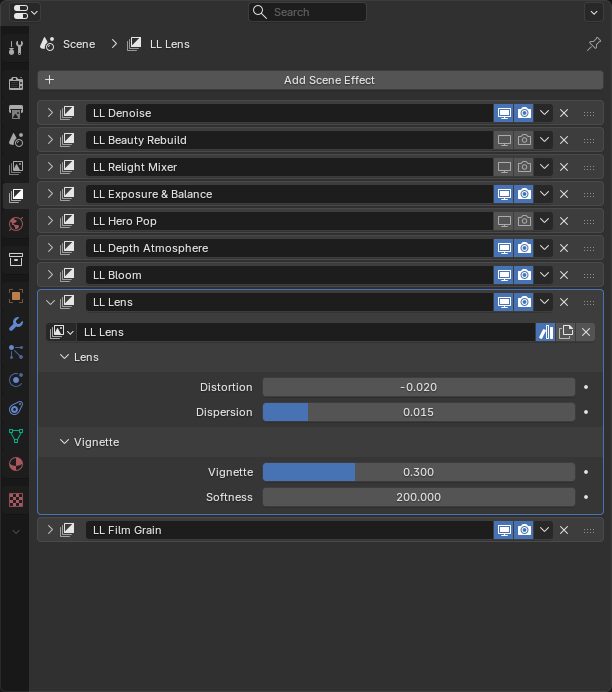 Search
Scene > LL Lens
+ Add Scene Effect
LL Denoise
LL Beauty Rebuild
LL Relight Mixer
LL Exposure & Balance
LL Hero Pop
LL Depth Atmosphere
LL Bloom
LL Lens
LL Lens
Lens
Distortion -0.020
Dispersion 0.015
Vignette
Vignette 0.300
Softness 200.000
LL Film Grain